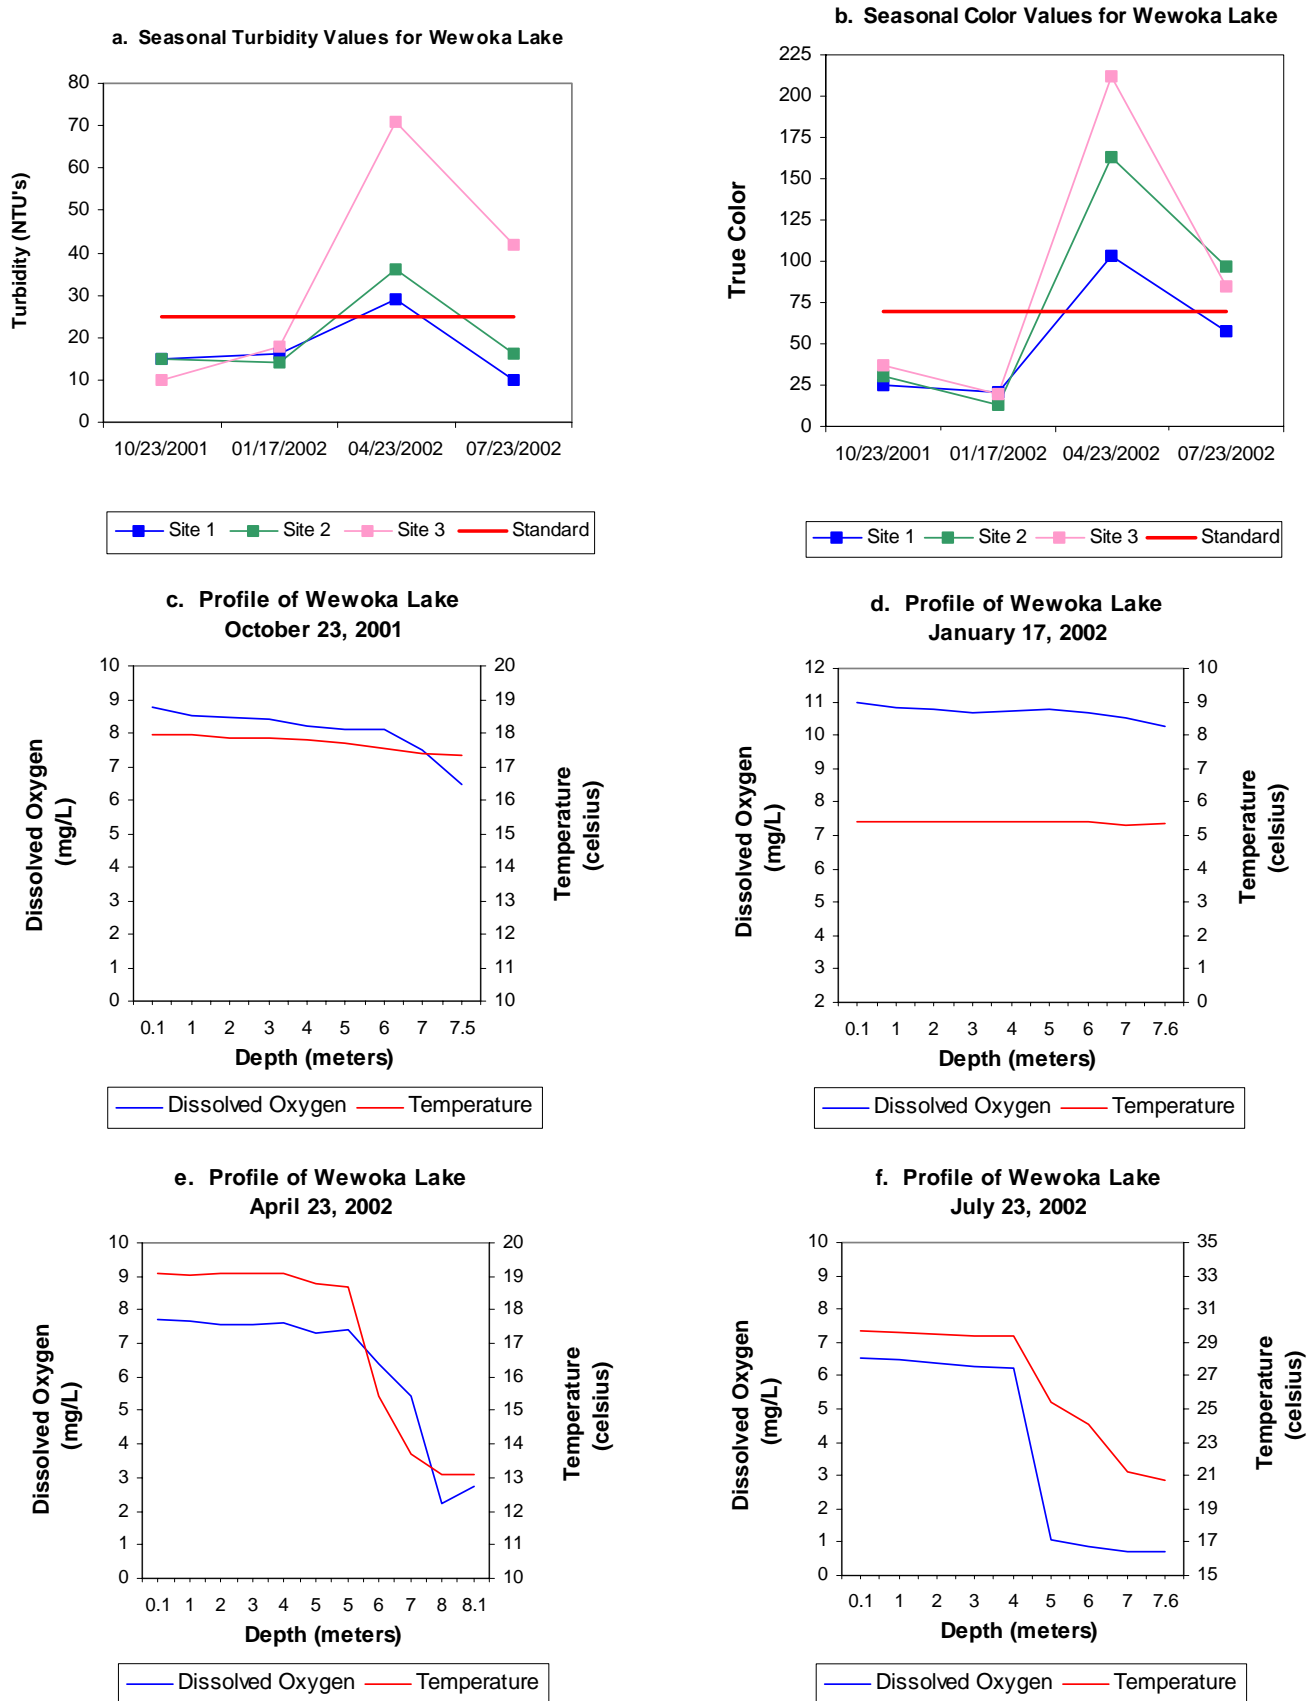 a. Seasonal Turbidity Values for Wewoka Lake
80
70
60
50
40
30
20
10
0
Turbidity (NTU's)
10/23/2001 01/17/2002 04/23/2002 07/23/2002
Site 1 Site 2 Site 3 Standard
b. Seasonal Color Values for Wewoka Lake
225
200
175
150
125
100
75
50
25
0
True Color
10/23/2001 01/17/2002 04/23/2002 07/23/2002
Site 1 Site 2 Site 3 Standard
c. Profile of Wewoka Lake
October 23, 2001
10
9
8
7
6
5
4
3
2
1
0
Dissolved Oxygen
(mg/L)
20
19
18
17
16
15
14
13
12
11
10
Temperature
(celsius)
0.1 1 2 3 4 5 6 7 7.5
Depth (meters)
Dissolved Oxygen Temperature
d. Profile of Wewoka Lake
January 17, 2002
12
11
10
9
8
7
6
5
4
3
2
Dissolved Oxygen
(mg/L)
10
9
8
7
6
5
4
3
2
1
0
Temperature
(celsius)
0.1 1 2 3 4 5 6 7 7.6
Depth (meters)
Dissolved Oxygen Temperature
e. Profile of Wewoka Lake
April 23, 2002
10
9
8
7
6
5
4
3
2
1
0
Dissolved Oxygen
(mg/L)
20
19
18
17
16
15
14
13
12
11
10
Temperature
(celsius)
0.1 1 2 3 4 5 5 6 7 8 8.1
Depth (meters)
Dissolved Oxygen Temperature
f. Profile of Wewoka Lake
July 23, 2002
10
9
8
7
6
5
4
3
2
1
0
Dissolved Oxygen
(mg/L)
35
33
31
29
27
25
23
21
19
17
15
Temperature
(celsius)
0.1 1 2 3 4 5 6 7 7.6
Depth (meters)
Dissolved Oxygen Temperature